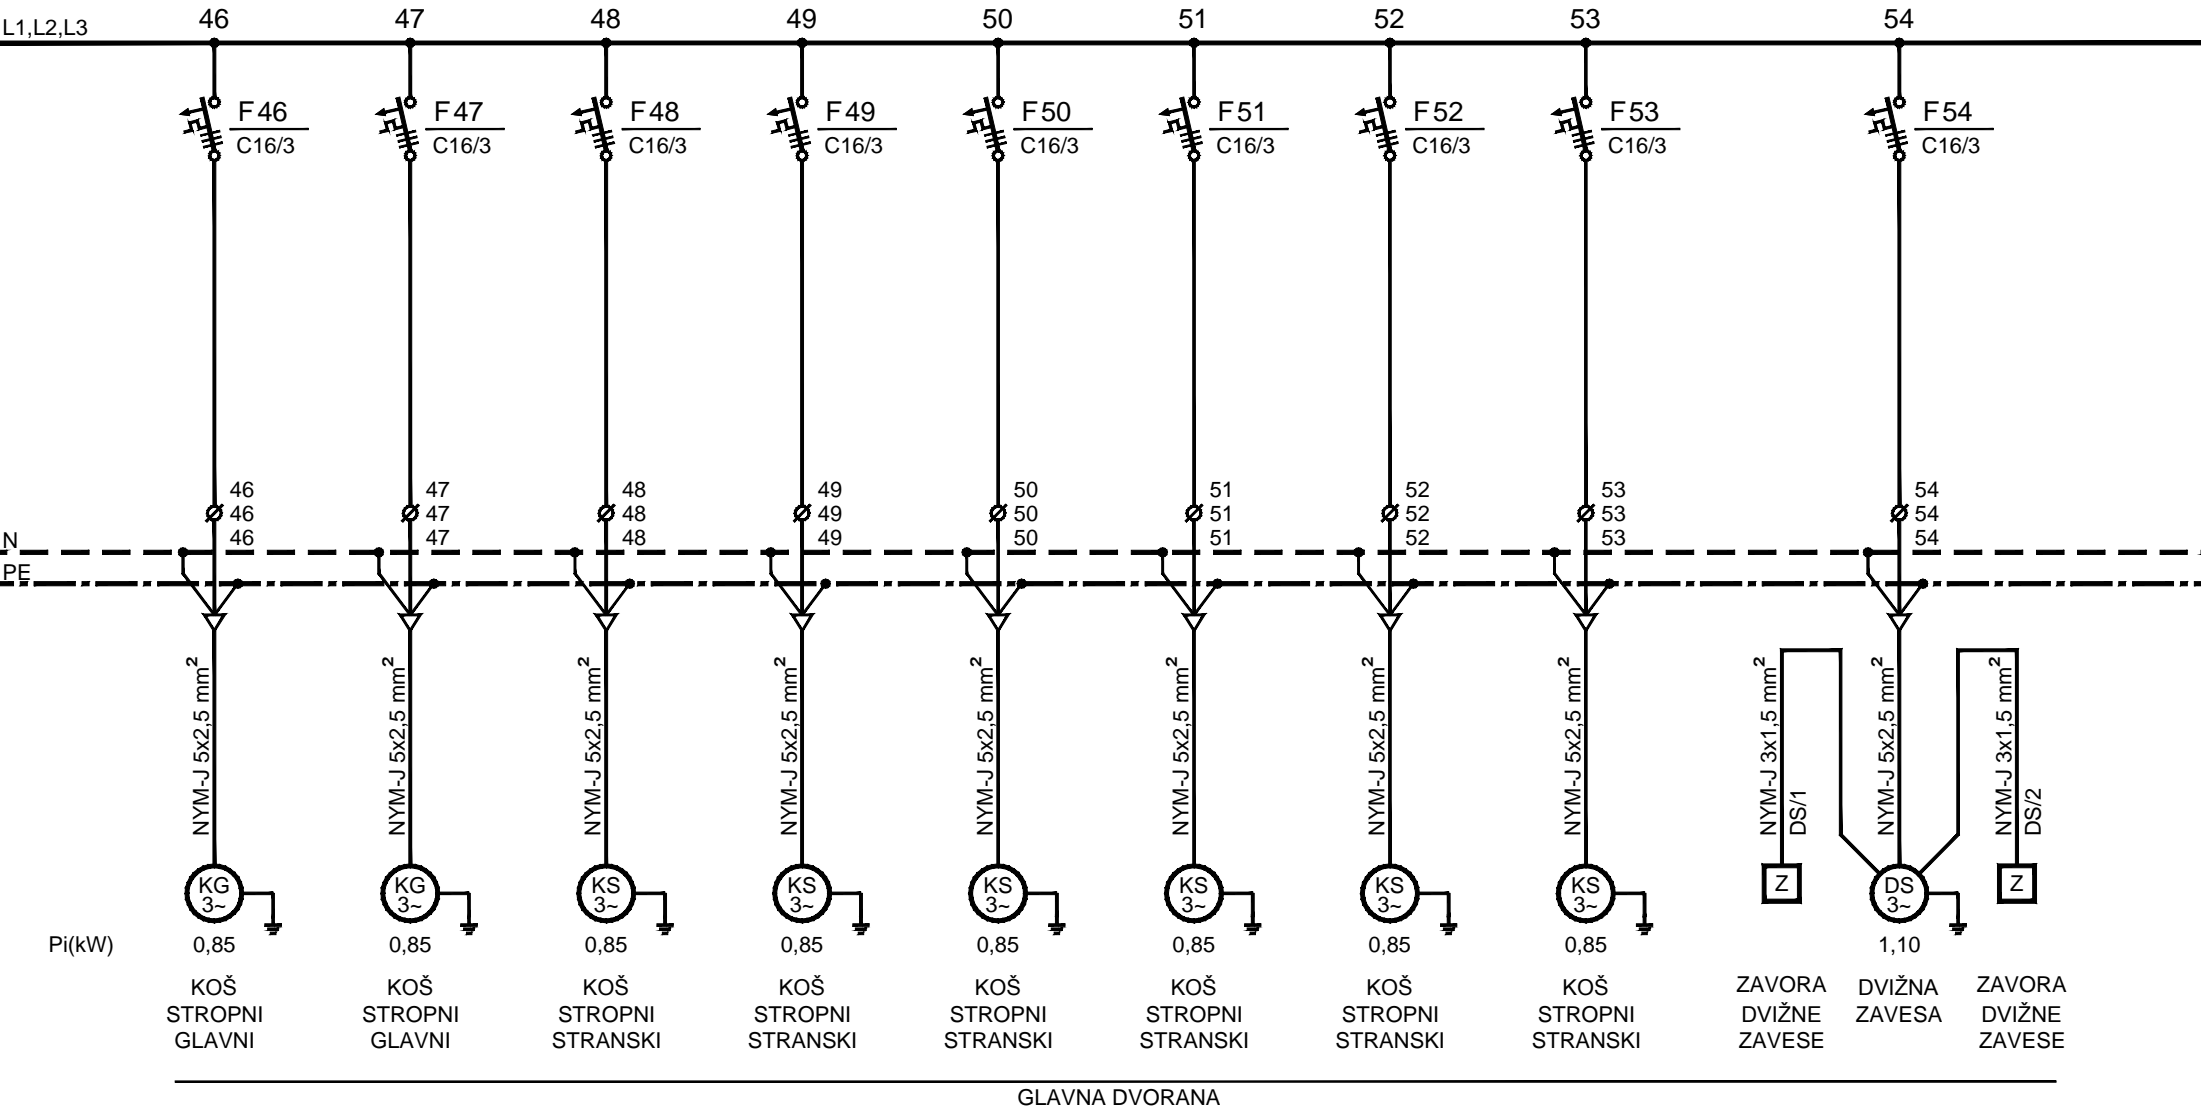 46 47 48 49 50 51 52 53 54
L1,L2,L3
F46 F47 F48 F49 F50 F51 F52 F53 F54
C16/3 C16/3 C16/3 C16/3 C16/3 C16/3 C16/3 C16/3 C16/3
46 47 48 49 50 51 52 53 54
46 47 48 49 50 51 52 53 54
46 47 48 49 50 51 52 53 54
N
PE
NYM-J 5x2,5 mm²
NYM-J 5x2,5 mm²
NYM-J 5x2,5 mm²
NYM-J 5x2,5 mm²
NYM-J 5x2,5 mm²
NYM-J 5x2,5 mm²
NYM-J 5x2,5 mm²
NYM-J 5x2,5 mm²
NYM-J 3x1,5 mm²
DS/1
NYM-J 5x2,5 mm²
NYM-J 3x1,5 mm²
DS/2
KG KG KS KS KS KS KS KS Z DS Z
3~ 3~ 3~ 3~ 3~ 3~ 3~ 3~ 3~
Pi(kW) 0,85 0,85 0,85 0,85 0,85 0,85 0,85 0,85 1,10
KOŠ KOŠ KOŠ KOŠ KOŠ KOŠ KOŠ KOŠ ZAVORA DVIŽNA ZAVORA
STROPNI STROPNI STROPNI STROPNI STROPNI STROPNI STROPNI STROPNI DVIŽNE ZAVESA DVIŽNE
GLAVNI GLAVNI STRANSKI STRANSKI STRANSKI STRANSKI STRANSKI STRANSKI ZAVESE ZAVESE
GLAVNA DVORANA